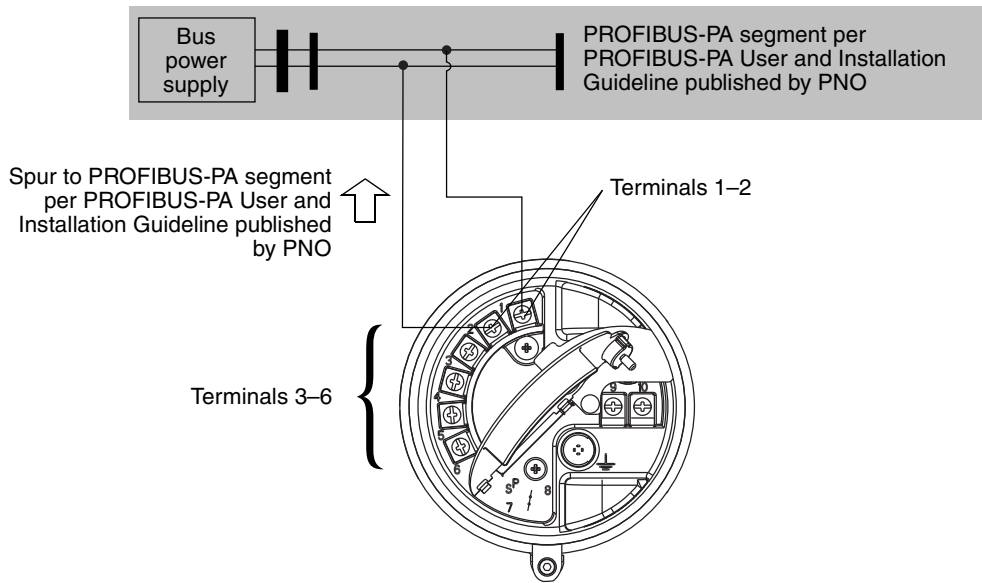 Bus
power
supply
PROFIBUS-PA segment per
PROFIBUS-PA User and Installation
Guideline published by PNO
Spur to PROFIBUS-PA segment
per PROFIBUS-PA User and
Installation Guideline published
by PNO
Terminals 1–2
Terminals 3–6
1
2
3
4
5
6
9
10
SP
8
7